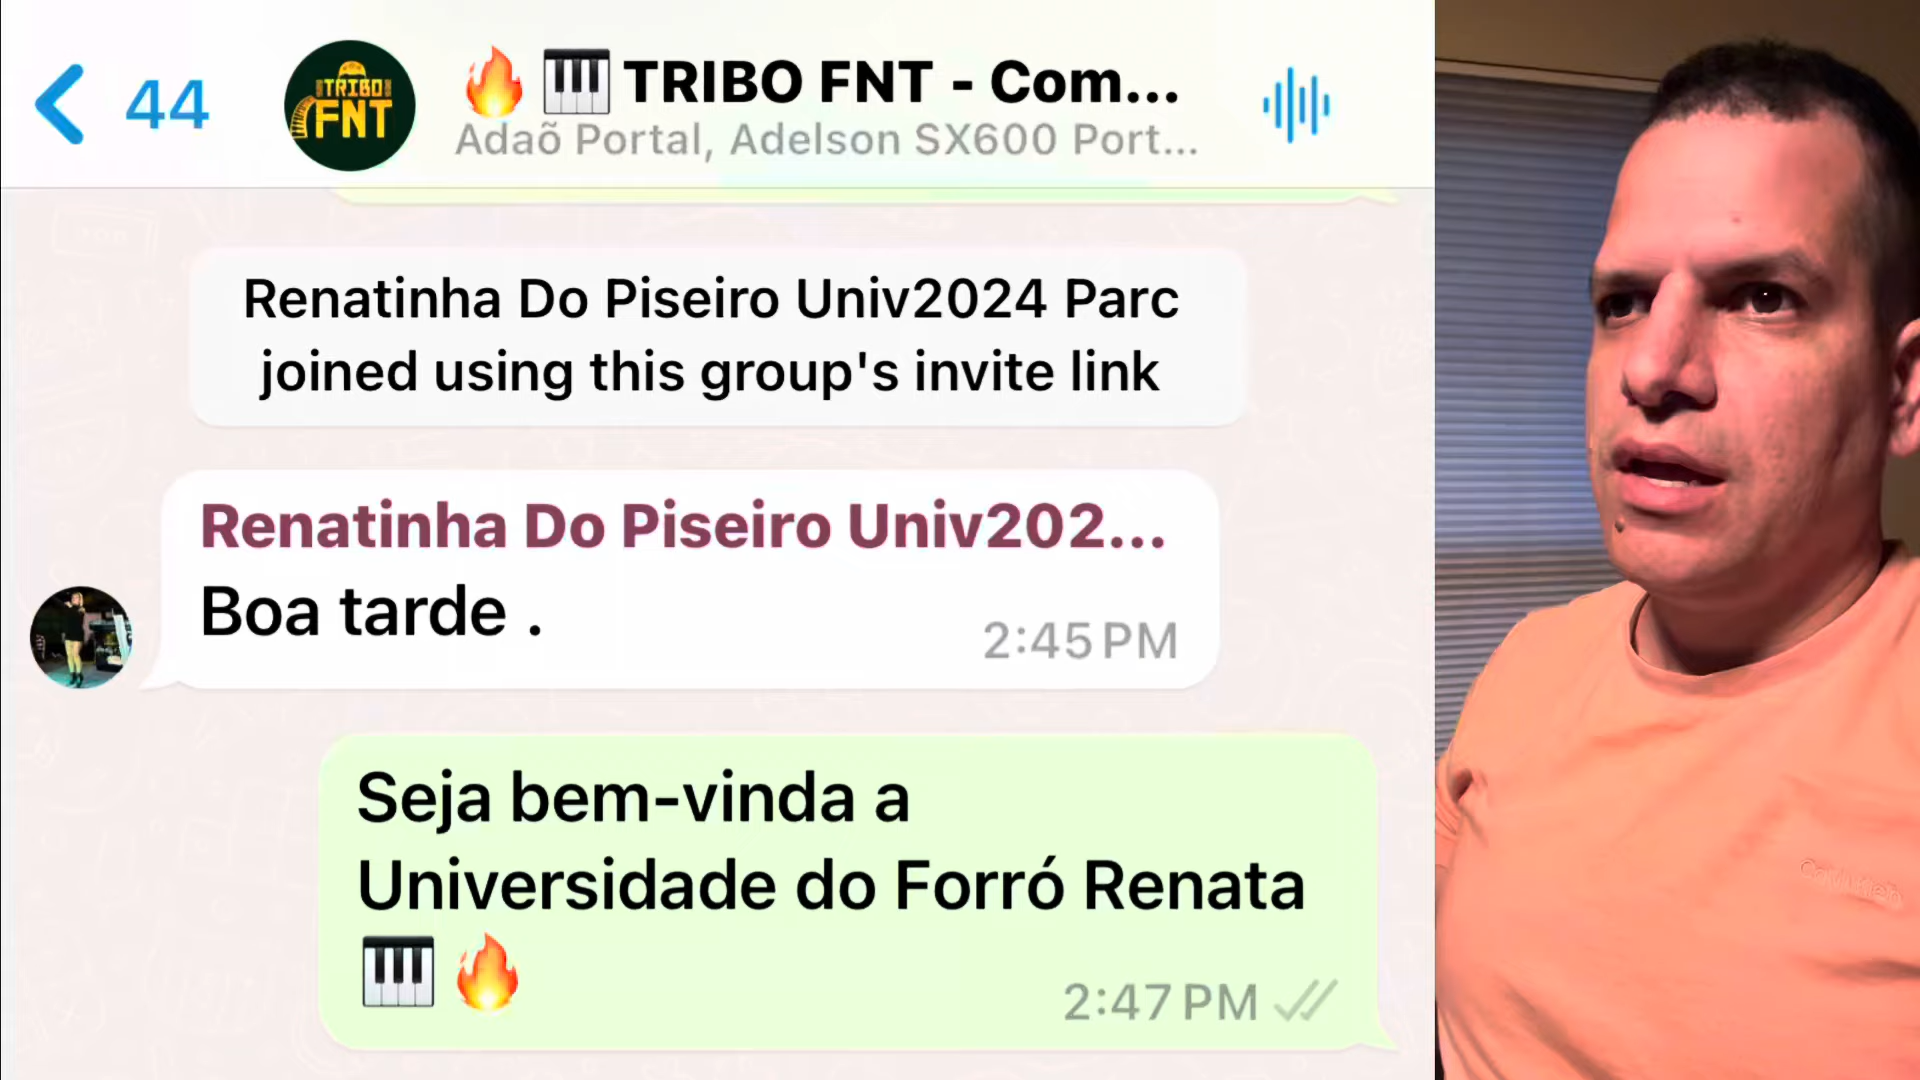 44
TRIBO
FNT
🔥 🎹 TRIBO FNT - Com...
Adaõ Portal, Adelson SX600 Port...
Renatinha Do Piseiro Univ2024 Parc
joined using this group's invite link
Renatinha Do Piseiro Univ202...
Boa tarde .
2:45 PM
Seja bem-vinda a
Universidade do Forró Renata
🎹 🔥
2:47 PM